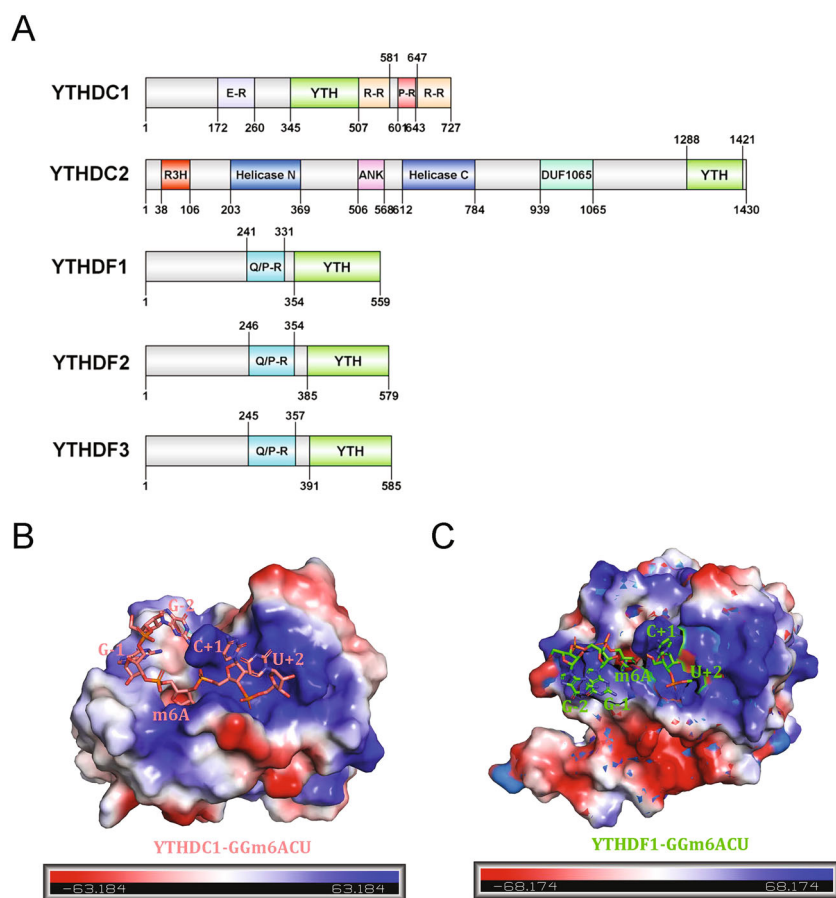 A
581 647
YTHDC1 E-R YTH R-R P-R R-R
1 172 260 345 507 601 643 727
1288 1421
YTHDC2 R3H Helicase N ANK Helicase C DUF1065 YTH
1 38 106 203 369 506 568 612 784 939 1065 1430
241 331
YTHDF1 Q/P-R YTH
1 354 559
246 354
YTHDF2 Q/P-R YTH
1 385 579
245 357
YTHDF3 Q/P-R YTH
1 391 585
B
G-2
G-1
C+1
U+2
m6A
YTHDC1-GGm6ACU
-63.184 63.184
C
C+1
m6A
U+2
G-2
G-1
YTHDF1-GGm6ACU
-68.174 68.174